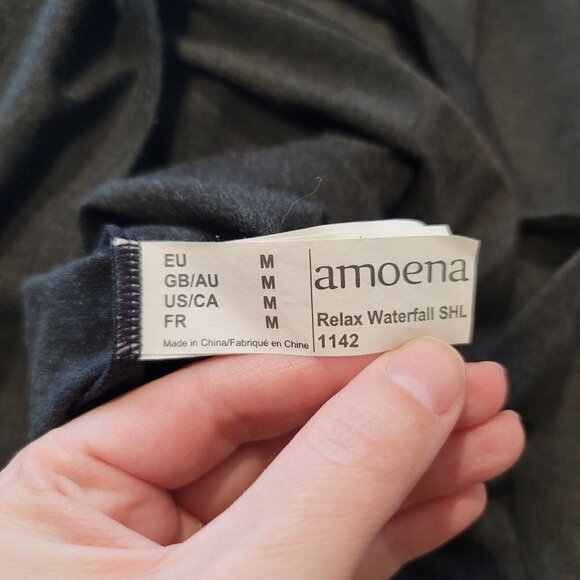 EU M
GB/AU M
US/CA M
FR M
Made in China/Fabriqué en Chine
amoena
Relax Waterfall SHL
1142